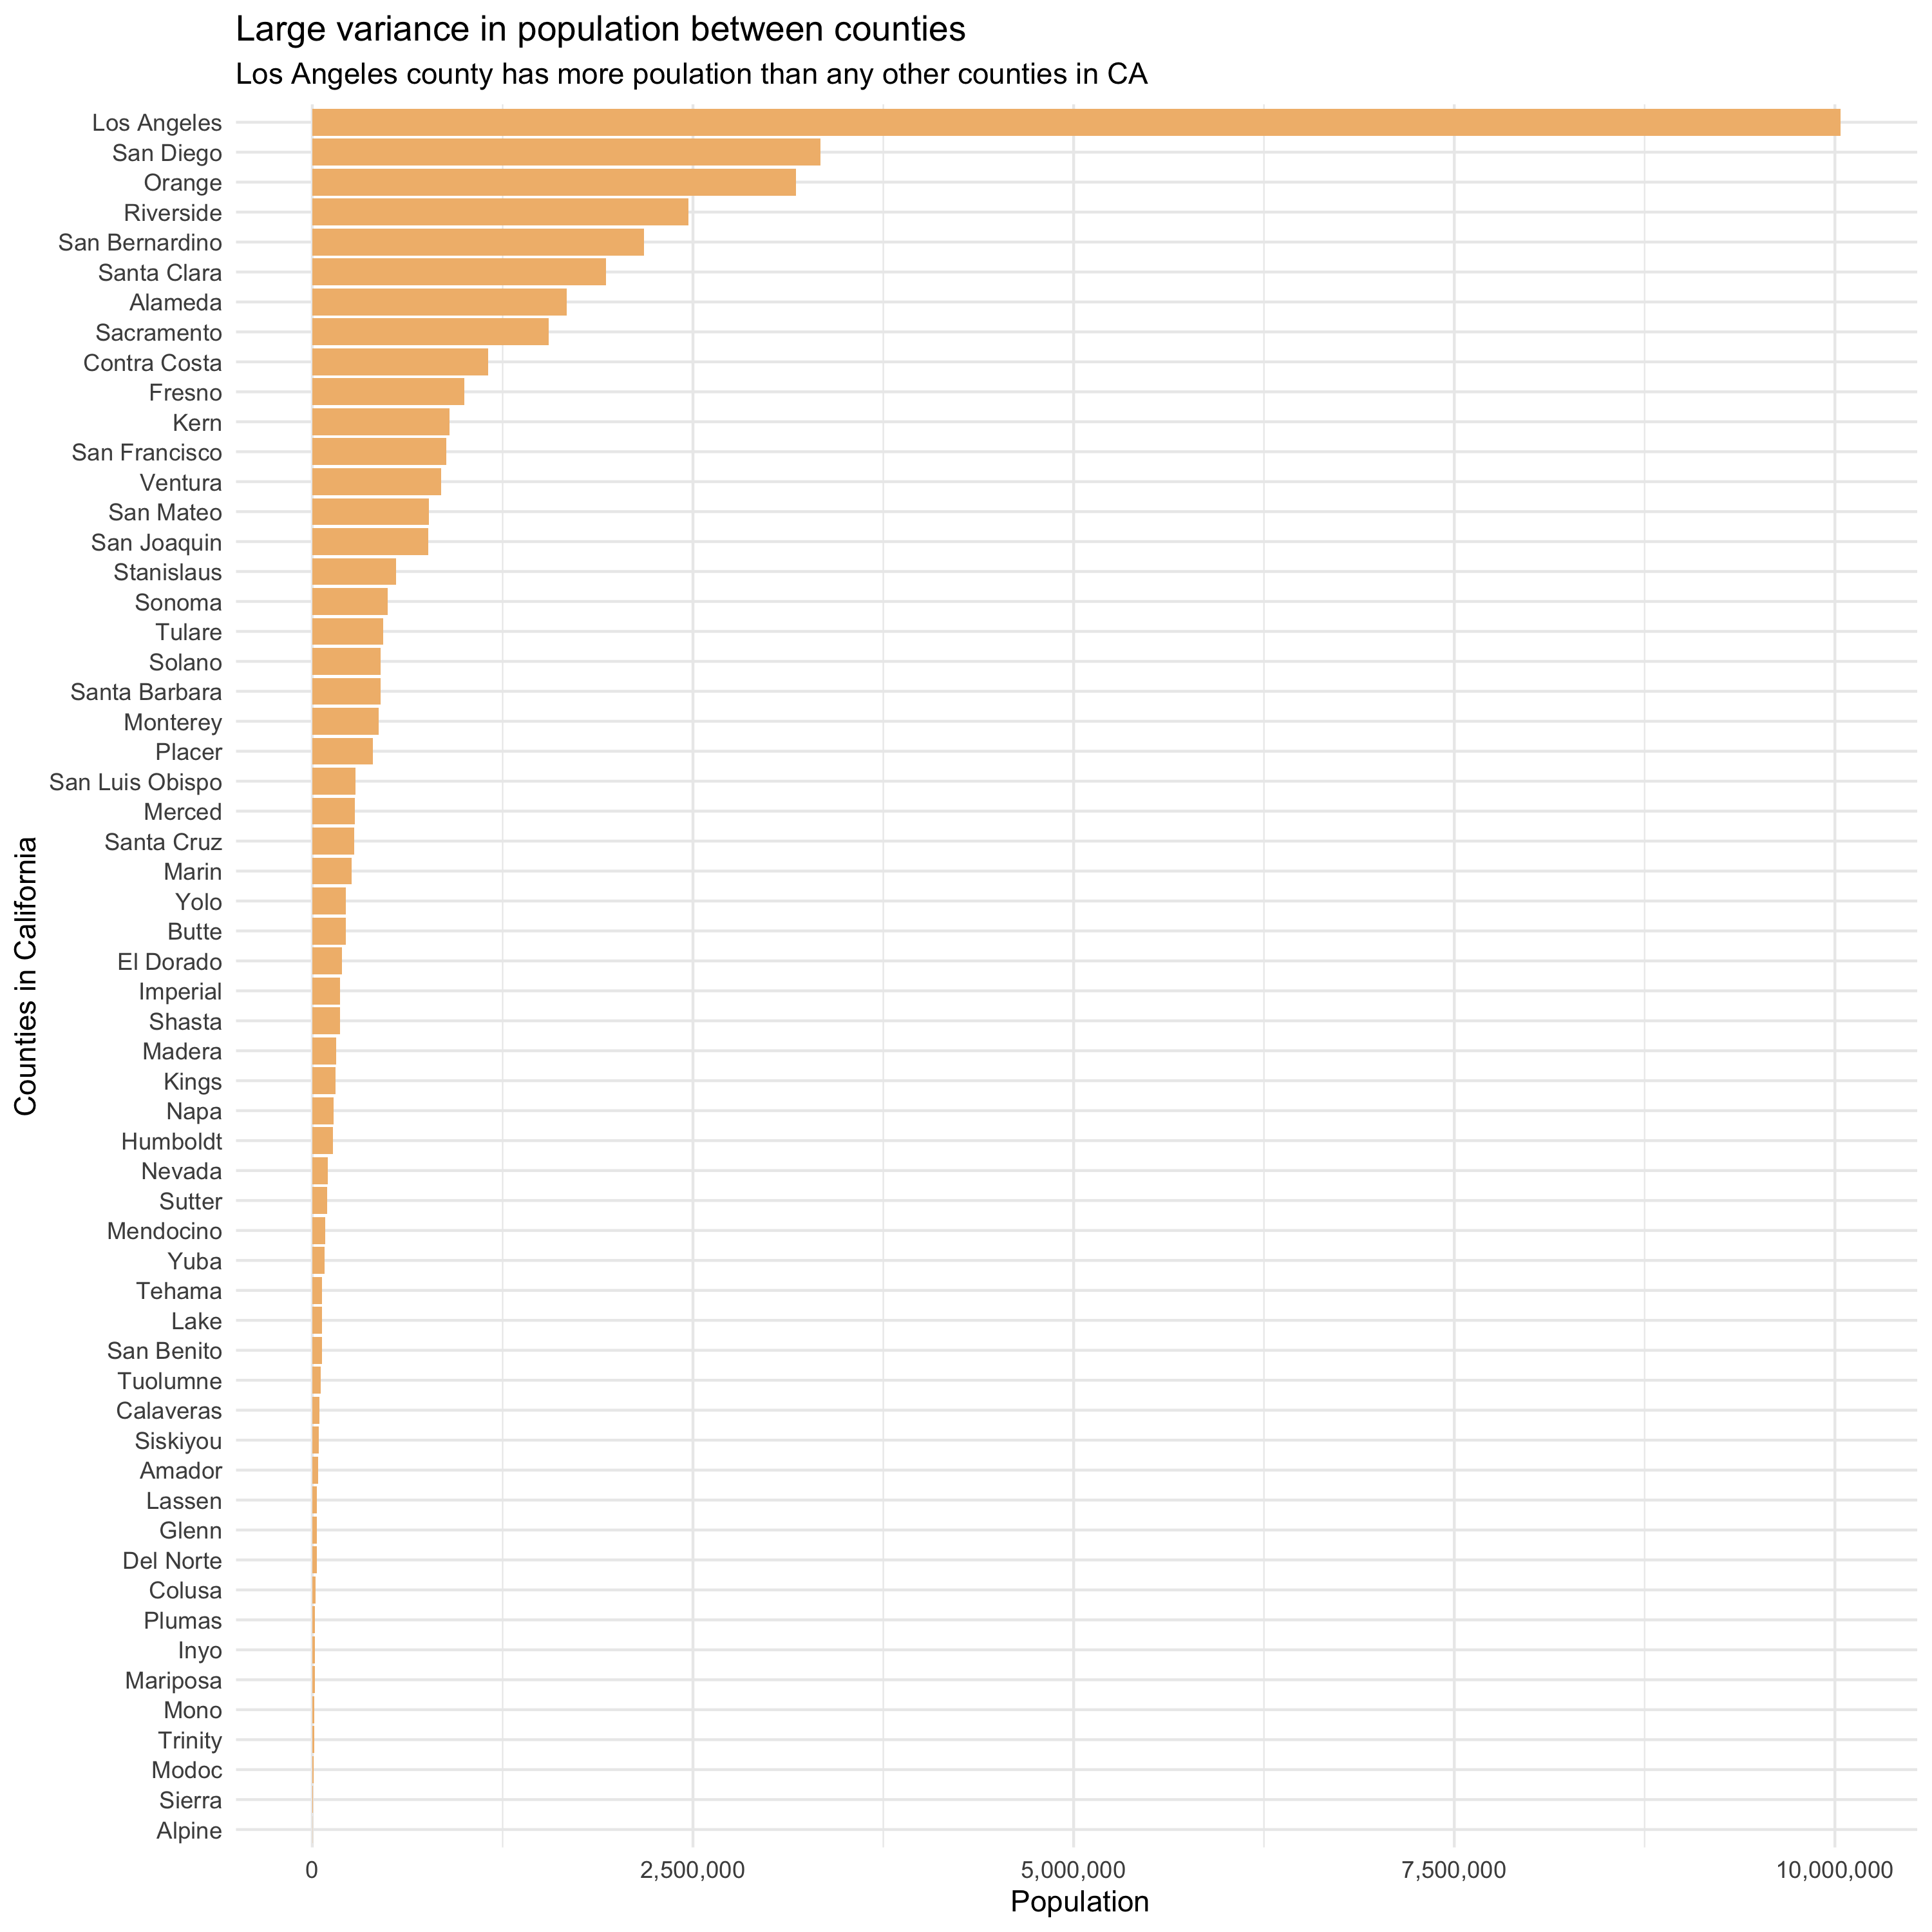 Large variance in population between counties
Los Angeles county has more poulation than any other counties in CA
Los Angeles
San Diego
Orange
Riverside
San Bernardino
Santa Clara
Alameda
Sacramento
Contra Costa
Fresno
Kern
San Francisco
Ventura
San Mateo
San Joaquin
Stanislaus
Sonoma
Tulare
Solano
Santa Barbara
Monterey
Placer
San Luis Obispo
Merced
Santa Cruz
Marin
Yolo
Butte
El Dorado
Imperial
Shasta
Madera
Kings
Napa
Humboldt
Nevada
Sutter
Mendocino
Yuba
Tehama
Lake
San Benito
Tuolumne
Calaveras
Siskiyou
Amador
Lassen
Glenn
Del Norte
Colusa
Plumas
Inyo
Mariposa
Mono
Trinity
Modoc
Sierra
Alpine
Counties in California
0 2,500,000 5,000,000 7,500,000 10,000,000
Population